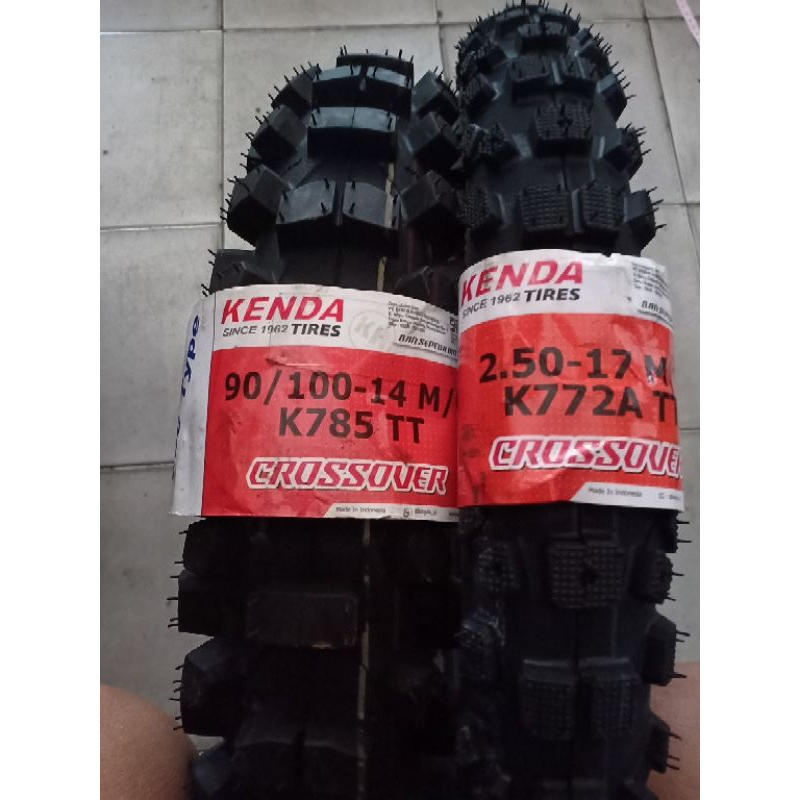 KENDA
SINCE 1962 TIRES
Type
90/100-14 M/
K785 TT
CROSSOVER
Made In Indonesia
KENDA
SINCE 1962 TIRES
2.50-17 M
K772A TT
CROSSOVER
Made In Indonesia